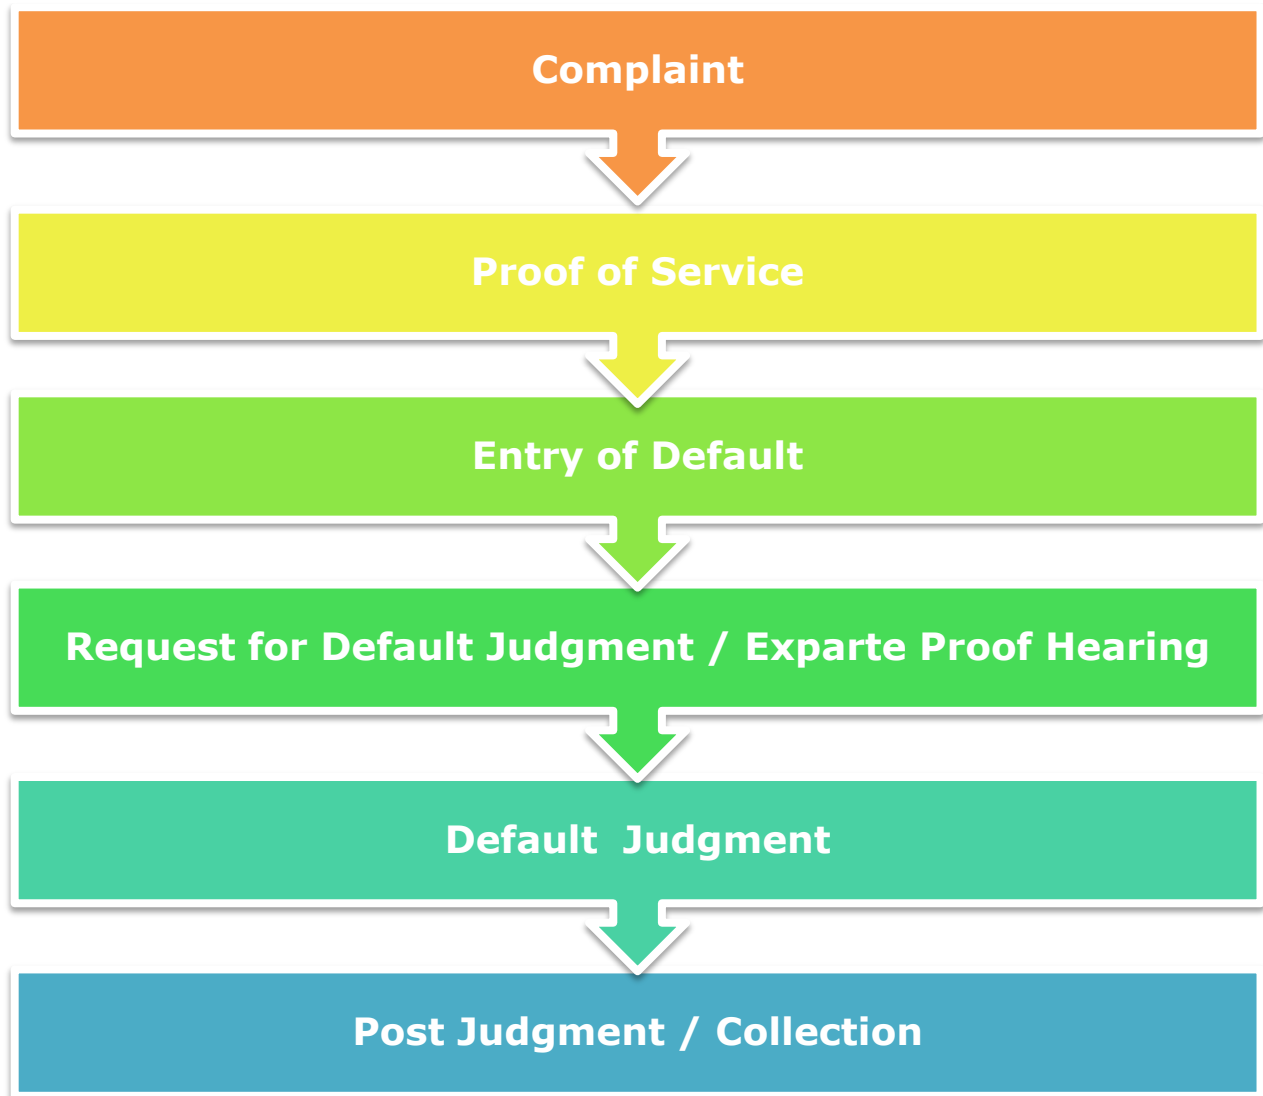 Complaint
Proof of Service
Entry of Default
Request for Default Judgment / Exparte Proof Hearing
Default  Judgment
Post Judgment / Collection